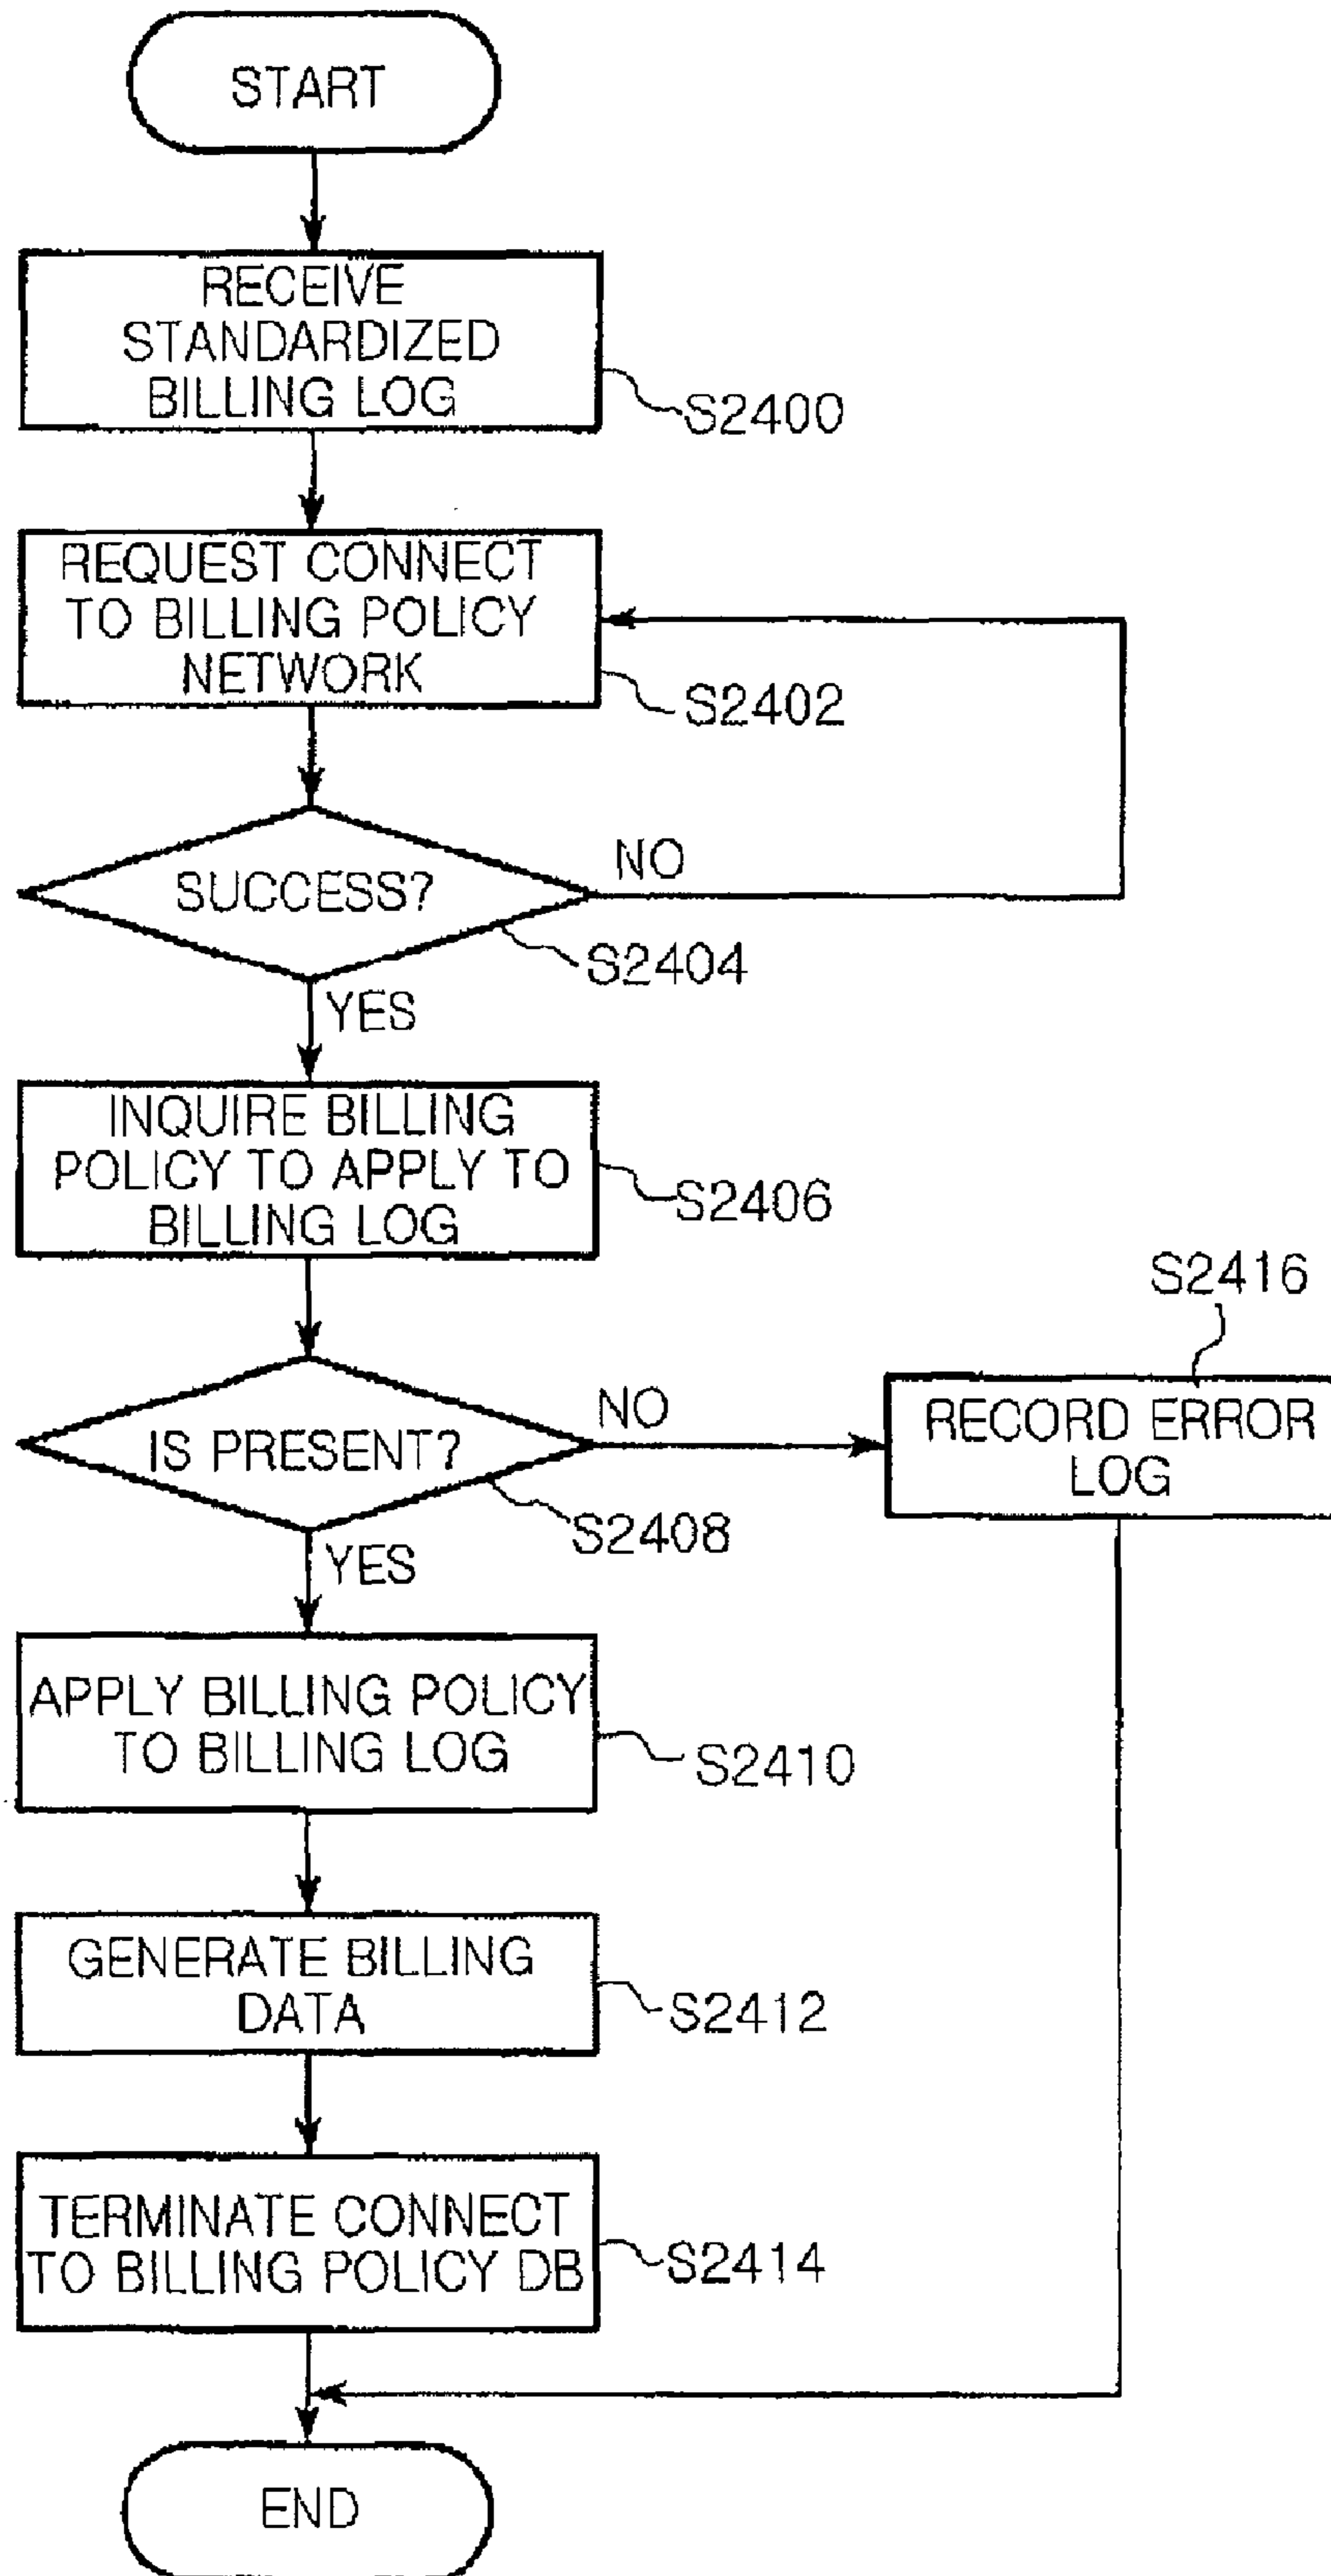 START
RECEIVE
STANDARDIZED
BILLING LOG
S2400
REQUEST CONNECT
TO BILLING POLICY
NETWORK
S2402
SUCCESS?
NO
S2404
YES
INQUIRE BILLING
POLICY TO APPLY TO
BILLING LOG
S2406
IS PRESENT?
NO
S2408
YES
S2416
RECORD ERROR
LOG
APPLY BILLING POLICY
TO BILLING LOG
S2410
GENERATE BILLING
DATA
S2412
TERMINATE CONNECT
TO BILLING POLICY DB
S2414
END